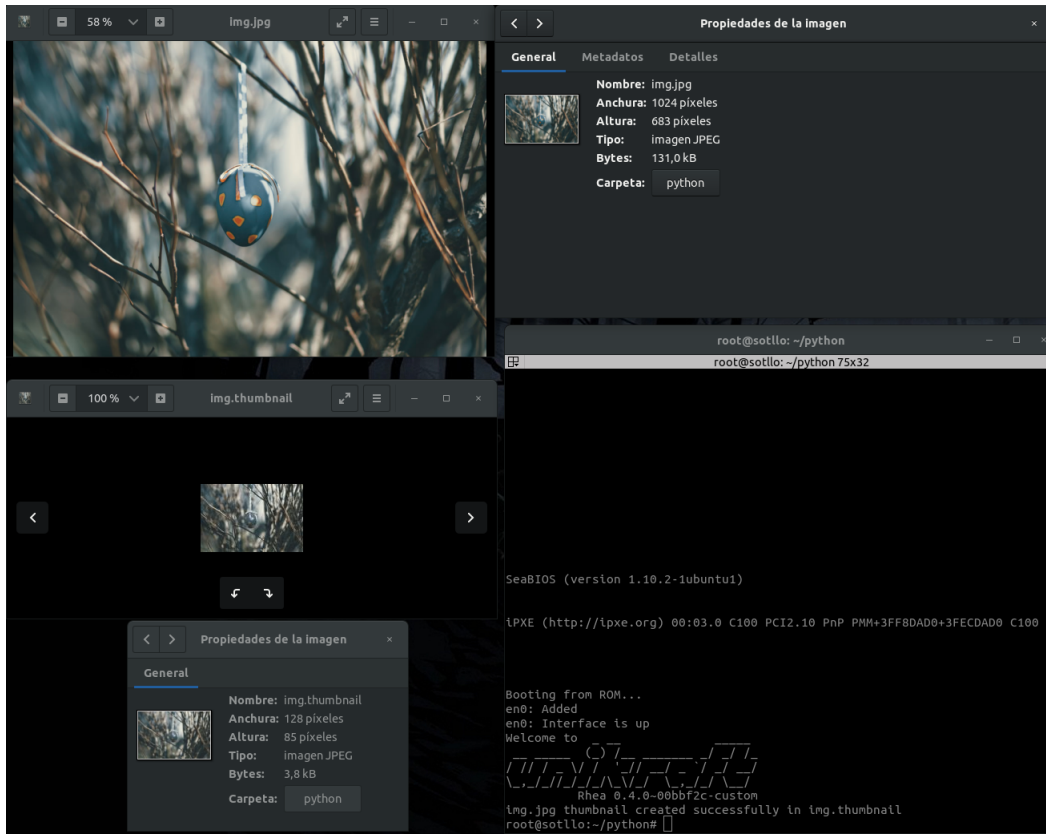 58 %
img.jpg
Propiedades de la imagen
General Metadatos Detalles
Nombre: img.jpg
Anchura: 1024 píxeles
Altura: 683 píxeles
Tipo: imagen JPEG
Bytes: 131,0 kB
Carpeta: python
100 %
img.thumbnail
Propiedades de la imagen
General
Nombre: img.thumbnail
Anchura: 128 píxeles
Altura: 85 píxeles
Tipo: imagen JPEG
Bytes: 3,8 kB
Carpeta: python
root@sotllo: ~/python
root@sotllo: ~/python 75x32
SeaBIOS (version 1.10.2-1ubuntu1)
iPXE (http://ipxe.org) 00:03.0 C100 PCI2.10 PnP PMM+3FF8DAD0+3FECDAD0 C100
Booting from ROM...
en0: Added
en0: Interface is up
Welcome to
unikraft
Rhea 0.4.0~00bbf2c-custom
img.jpg thumbnail created successfully in img.thumbnail
root@sotllo:~/python#